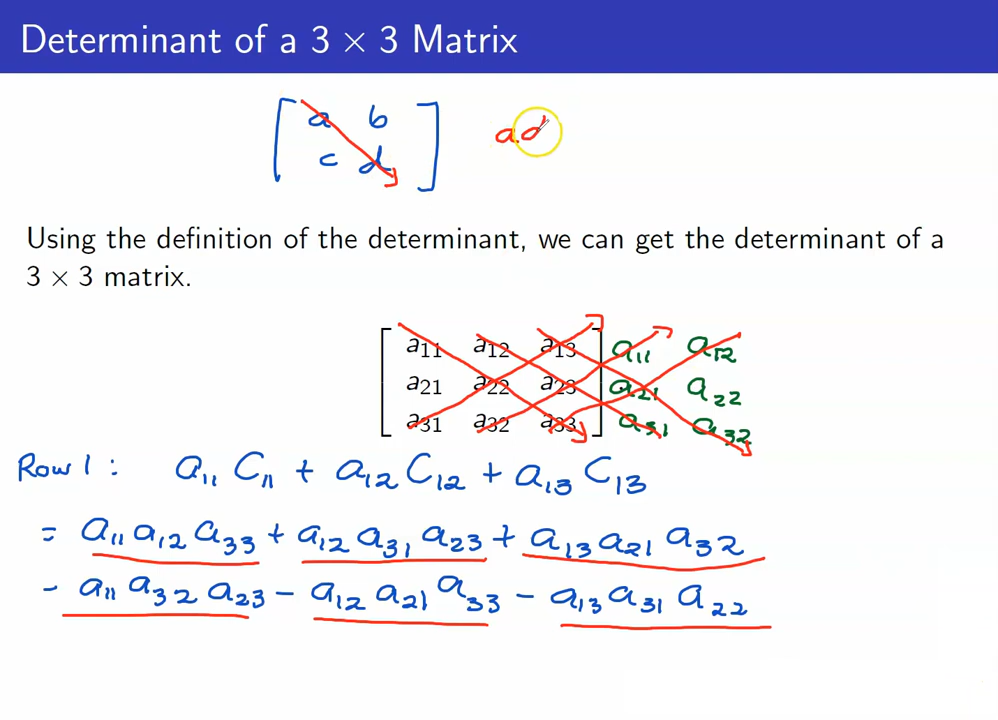 Determinant of a 3 × 3 Matrix
a b
c d
ad
Using the definition of the determinant, we can get the determinant of a
3 × 3 matrix.
a11 a12 a13 a11 a12
a21 a22 a23 a21 a22
a31 a32 a33 a31 a32
Row 1 : a11 C11 + a12 C12 + a13 C13
= a11 a12 a33 + a12 a31 a23 + a13 a21 a32
- a11 a32 a23 - a12 a21 a33 - a13 a31 a22